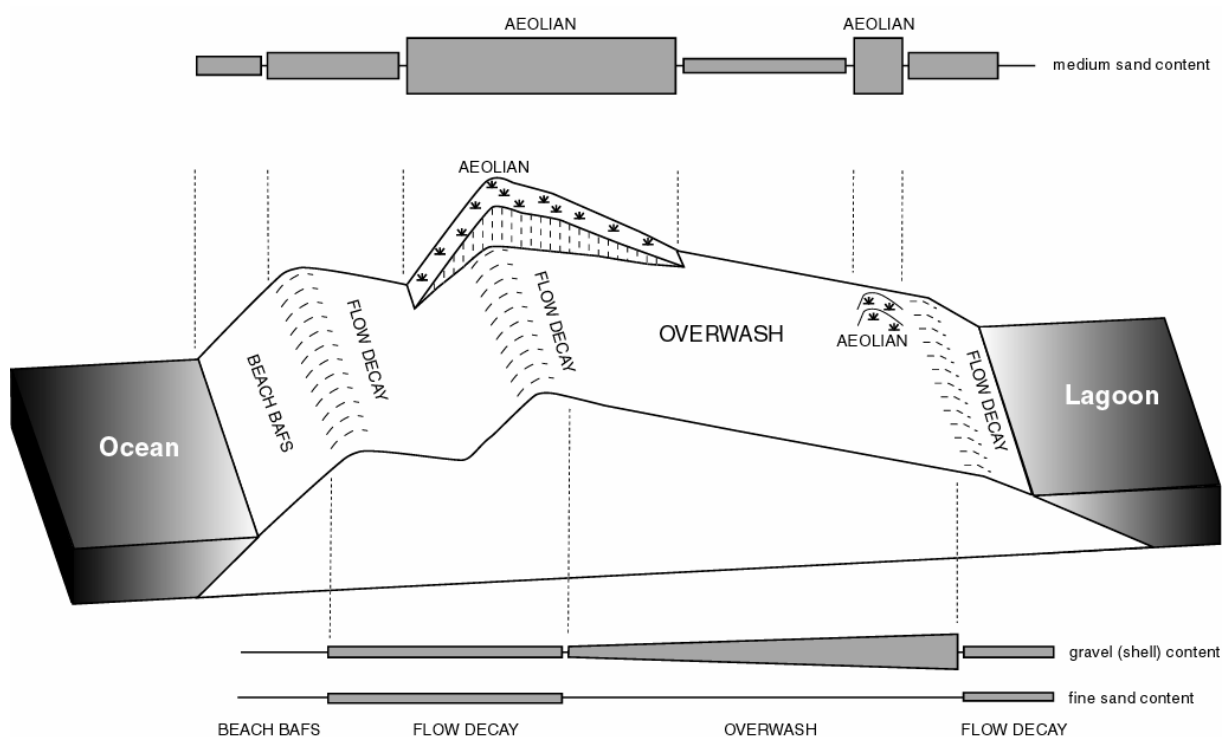 AEOLIAN
AEOLIAN
medium sand content
AEOLIAN
FLOW DECAY
FLOW DECAY
OVERWASH
AEOLIAN
BEACH BAFS
FLOW DECAY
Ocean
Lagoon
gravel (shell) content
fine sand content
BEACH BAFS
FLOW DECAY
OVERWASH
FLOW DECAY